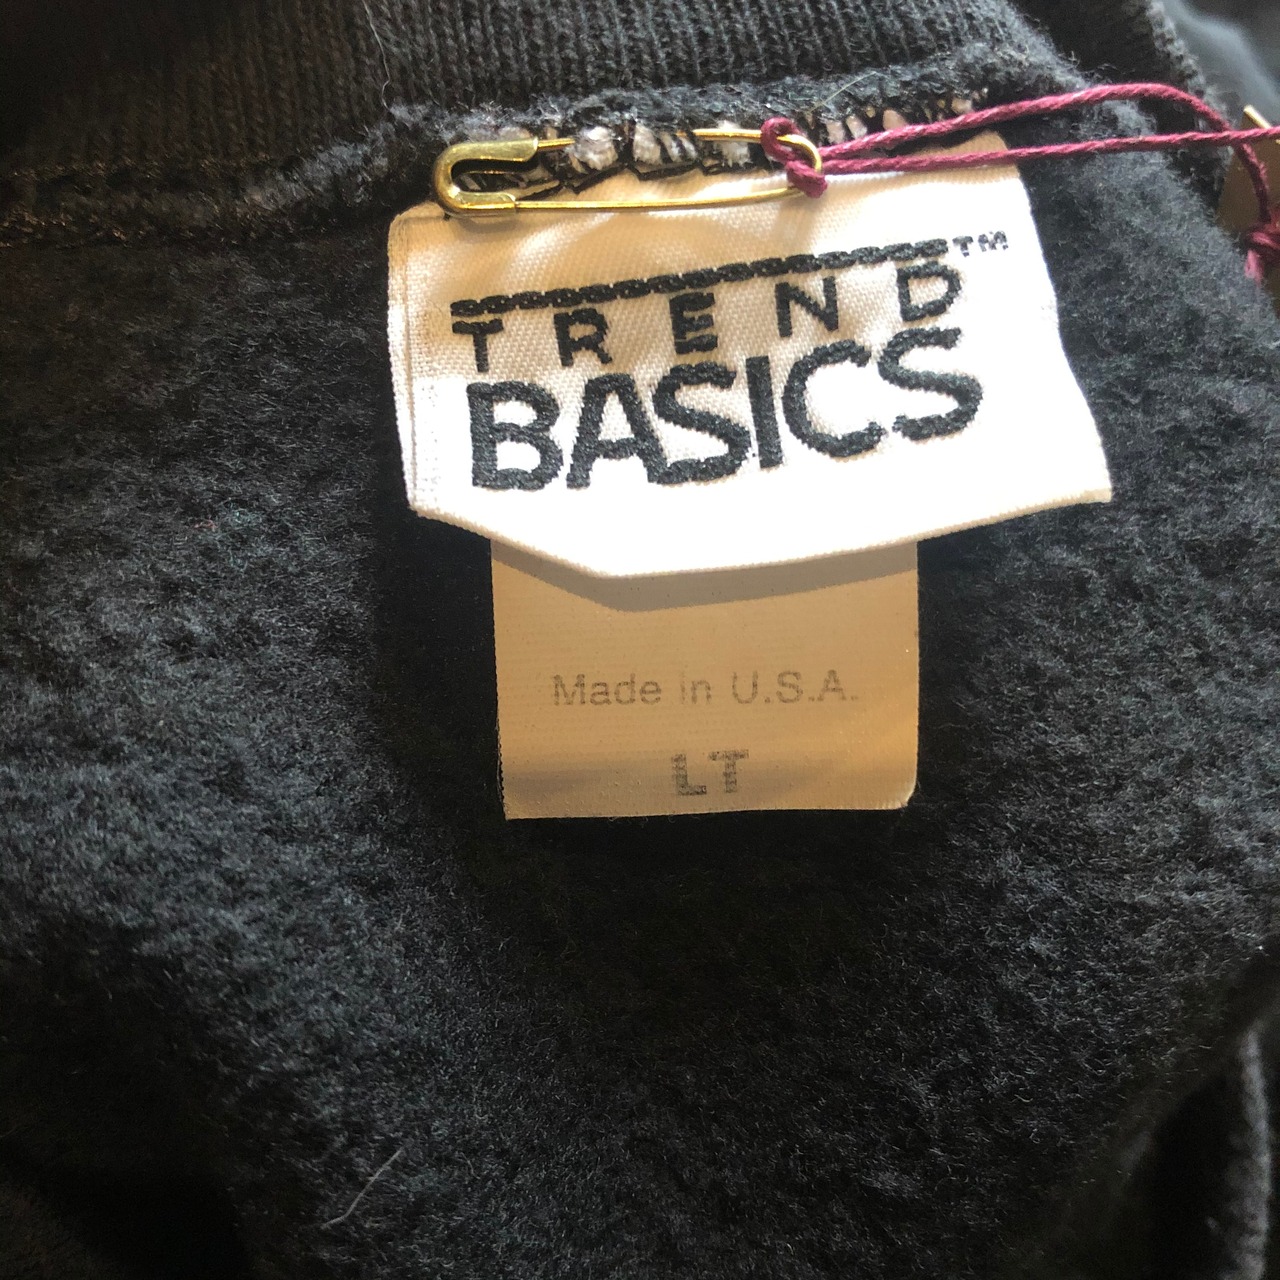 TREND™
BASICS
Made in U.S.A.
LT